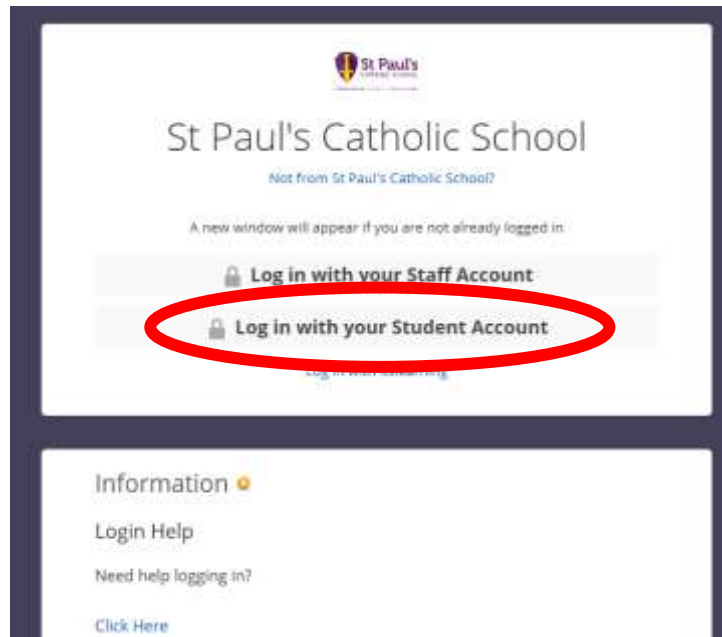 St Paul's
St Paul's Catholic School
Not from St Paul's Catholic School?
A new window will appear if you are not already logged in
Log in with your Staff Account
Log in with your Student Account
Information
Login Help
Need help logging in?
Click Here